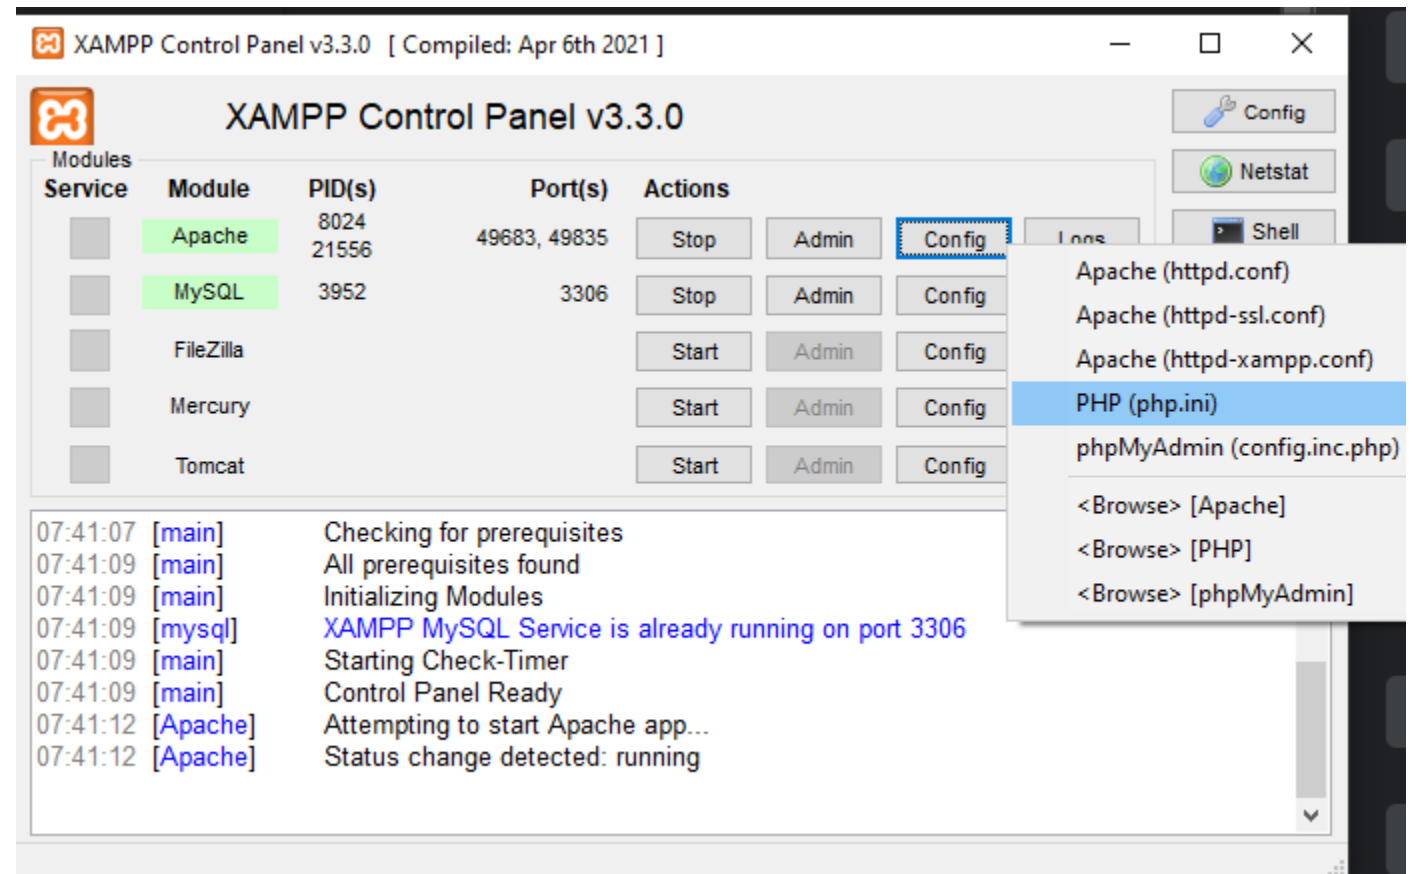 XAMPP Control Panel v3.3.0 [ Compiled: Apr 6th 2021 ]
XAMPP Control Panel v3.3.0
Config
Modules
Service Module PID(s) Port(s) Actions
Netstat
Apache 8024 21556 49683, 49835 Stop Admin Config Logs
Shell
MySQL 3952 3306 Stop Admin Config
FileZilla Start Admin Config
Mercury Start Admin Config
Tomcat Start Admin Config
Apache (httpd.conf)
Apache (httpd-ssl.conf)
Apache (httpd-xampp.conf)
PHP (php.ini)
phpMyAdmin (config.inc.php)
<Browse> [Apache]
<Browse> [PHP]
<Browse> [phpMyAdmin]
07:41:07 [main] Checking for prerequisites
07:41:09 [main] All prerequisites found
07:41:09 [main] Initializing Modules
07:41:09 [mysql] XAMPP MySQL Service is already running on port 3306
07:41:09 [main] Starting Check-Timer
07:41:09 [main] Control Panel Ready
07:41:12 [Apache] Attempting to start Apache app...
07:41:12 [Apache] Status change detected: running